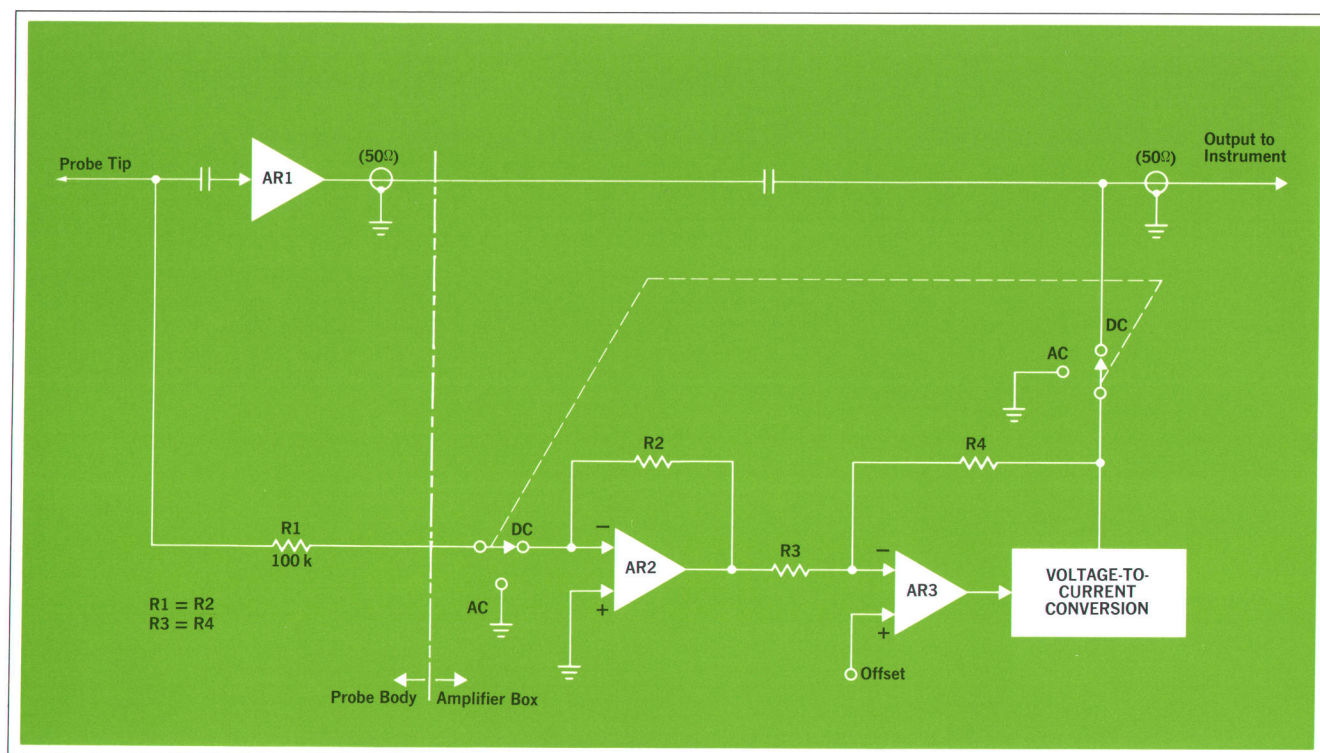 Probe Tip
AR1
(50Ω)
(50Ω)
Output to
Instrument
DC
AC
R2
R4
R1
100 k
DC
AC
−
+
AR2
R3
−
+
AR3
VOLTAGE-TO-
CURRENT
CONVERSION
R1 = R2
R3 = R4
Offset
Probe Body
Amplifier Box